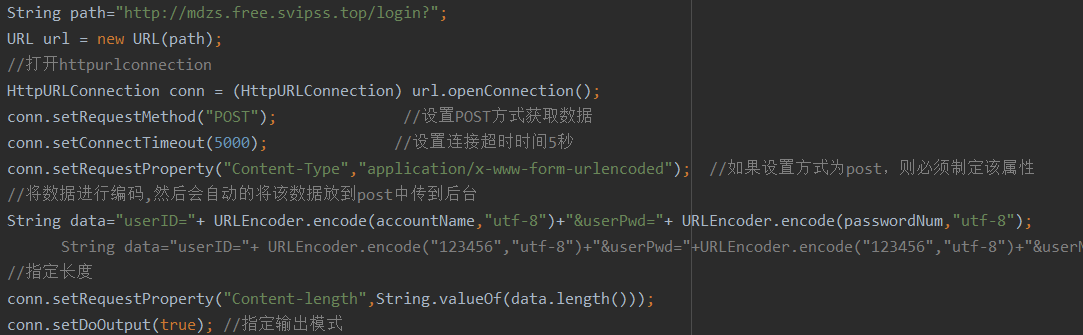 String path="http://mdzs.free.svipss.top/login?";
URL url = new URL(path);
//打开httpurlconnection
HttpURLConnection conn = (HttpURLConnection) url.openConnection();
conn.setRequestMethod("POST"); //设置POST方式获取数据
conn.setConnectTimeout(5000); //设置连接超时时间5秒
conn.setRequestProperty("Content-Type","application/x-www-form-urlencoded"); //如果设置方式为post，则必须制定该属性
//将数据进行编码,然后会自动的将该数据放到post中传到后台
String data="userID="+ URLEncoder.encode(accountName,"utf-8")+"&userPwd="+ URLEncoder.encode(passwordNum,"utf-8");
String data="userID="+ URLEncoder.encode("123456","utf-8")+"&userPwd="+URLEncoder.encode("123456","utf-8")+"&user
//指定长度
conn.setRequestProperty("Content-length",String.valueOf(data.length()));
conn.setDoOutput(true); //指定输出模式